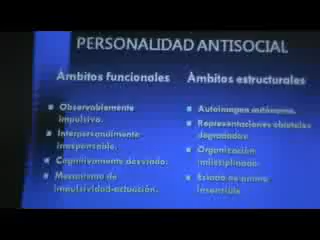 PERSONALIDAD ANTISOCIAL
Ámbitos funcionales
Observablemente
impulsivo.
Interpersonalmente
irresponsable.
Cognitivamente desviado.
Mecanismo de
impulsividad-actuación.
Ámbitos estructurales
Autoimagen autónoma.
Representaciones objetales
degradadas.
Organización
indisciplinada.
Estado de ánimo
insensible